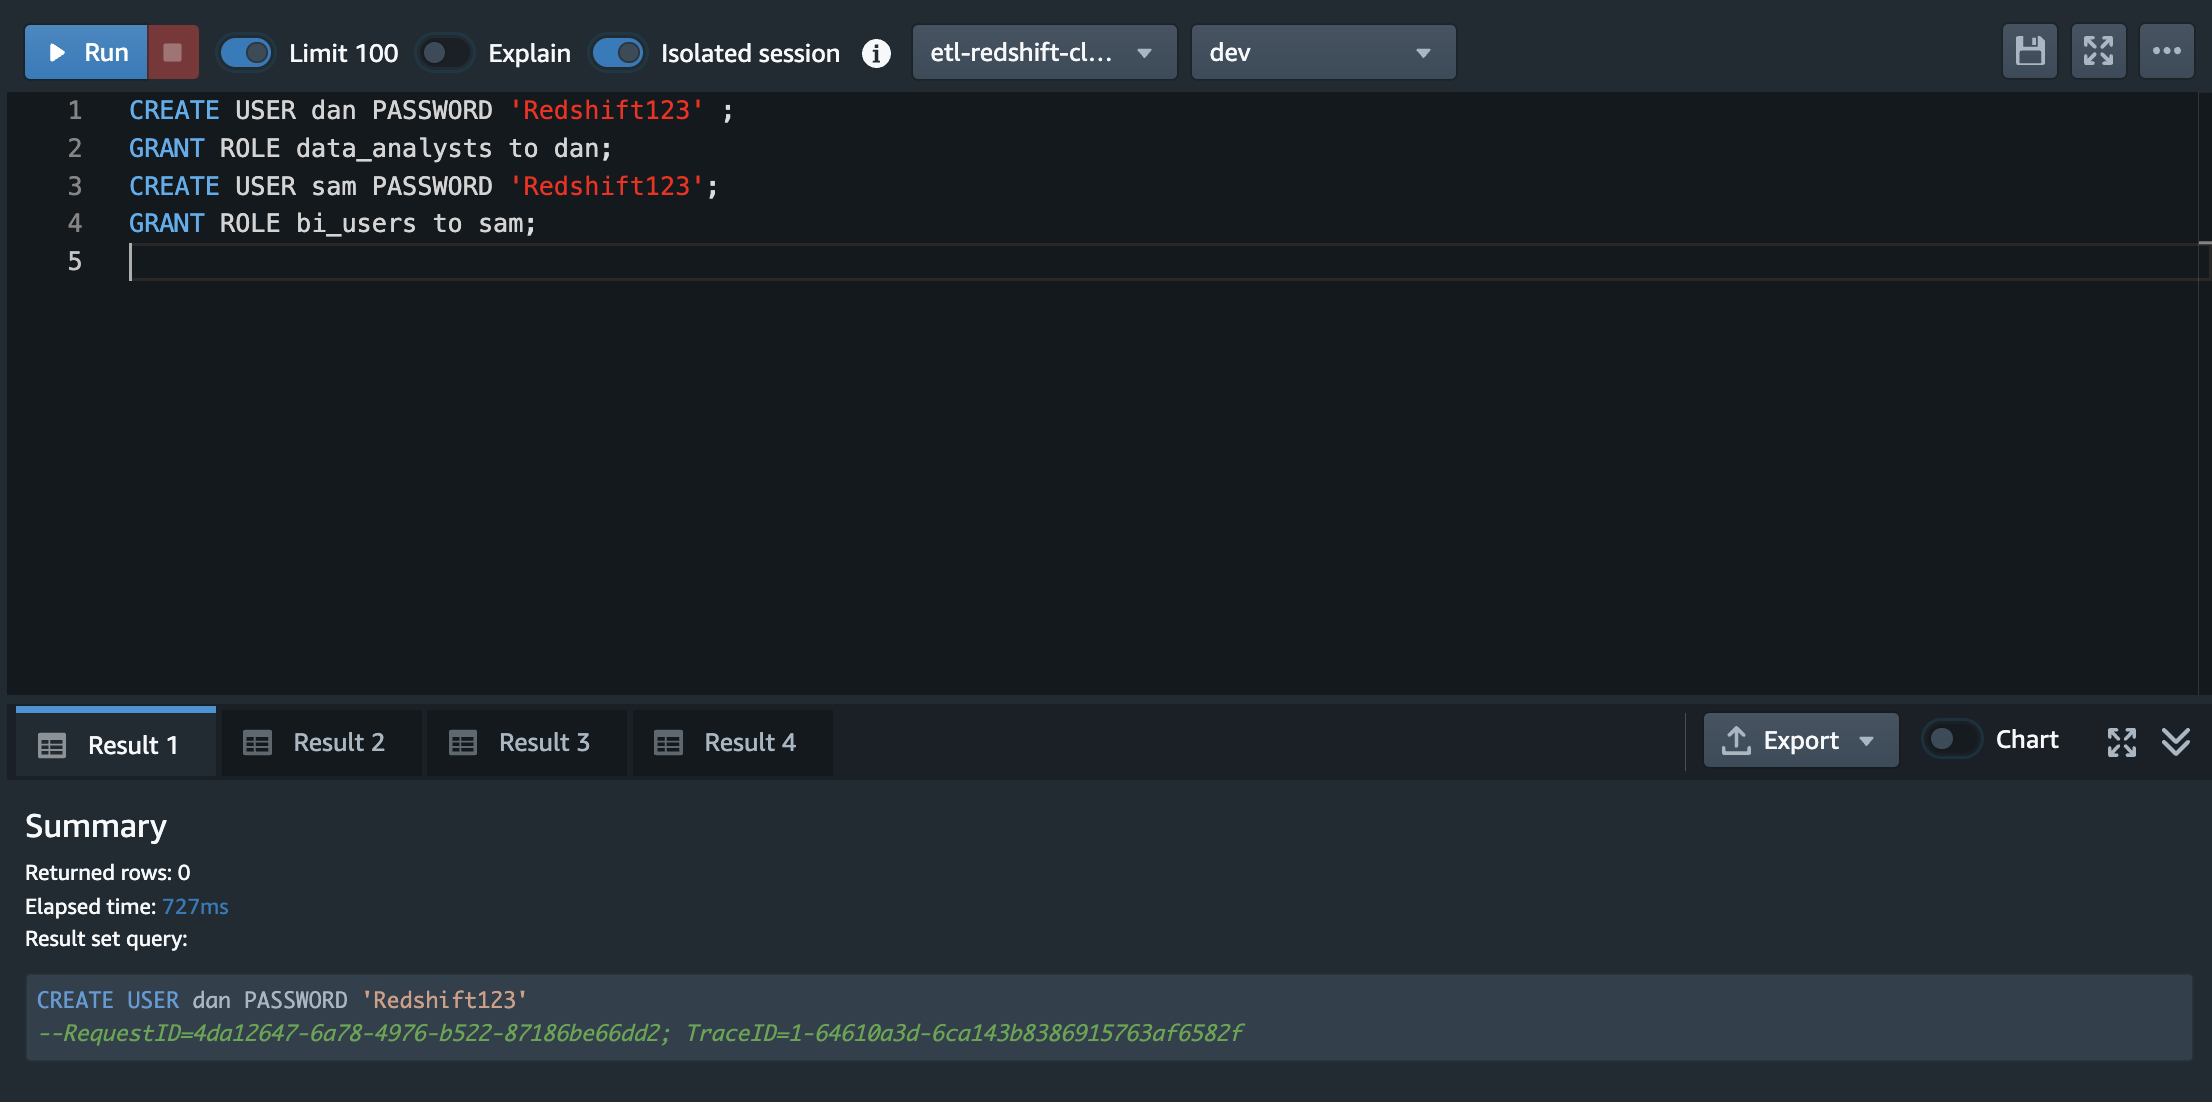 Run Limit 100 Explain Isolated session i etl-redshift-cl... dev
1 CREATE USER dan PASSWORD 'Redshift123' ;
2 GRANT ROLE data_analysts to dan;
3 CREATE USER sam PASSWORD 'Redshift123';
4 GRANT ROLE bi_users to sam;
5
Result 1 Result 2 Result 3 Result 4 Export Chart
Summary
Returned rows: 0
Elapsed time: 727ms
Result set query:
CREATE USER dan PASSWORD 'Redshift123'
--RequestID=4da12647-6a78-4976-b522-87186be66dd2; TraceID=1-64610a3d-6ca143b8386915763af6582f